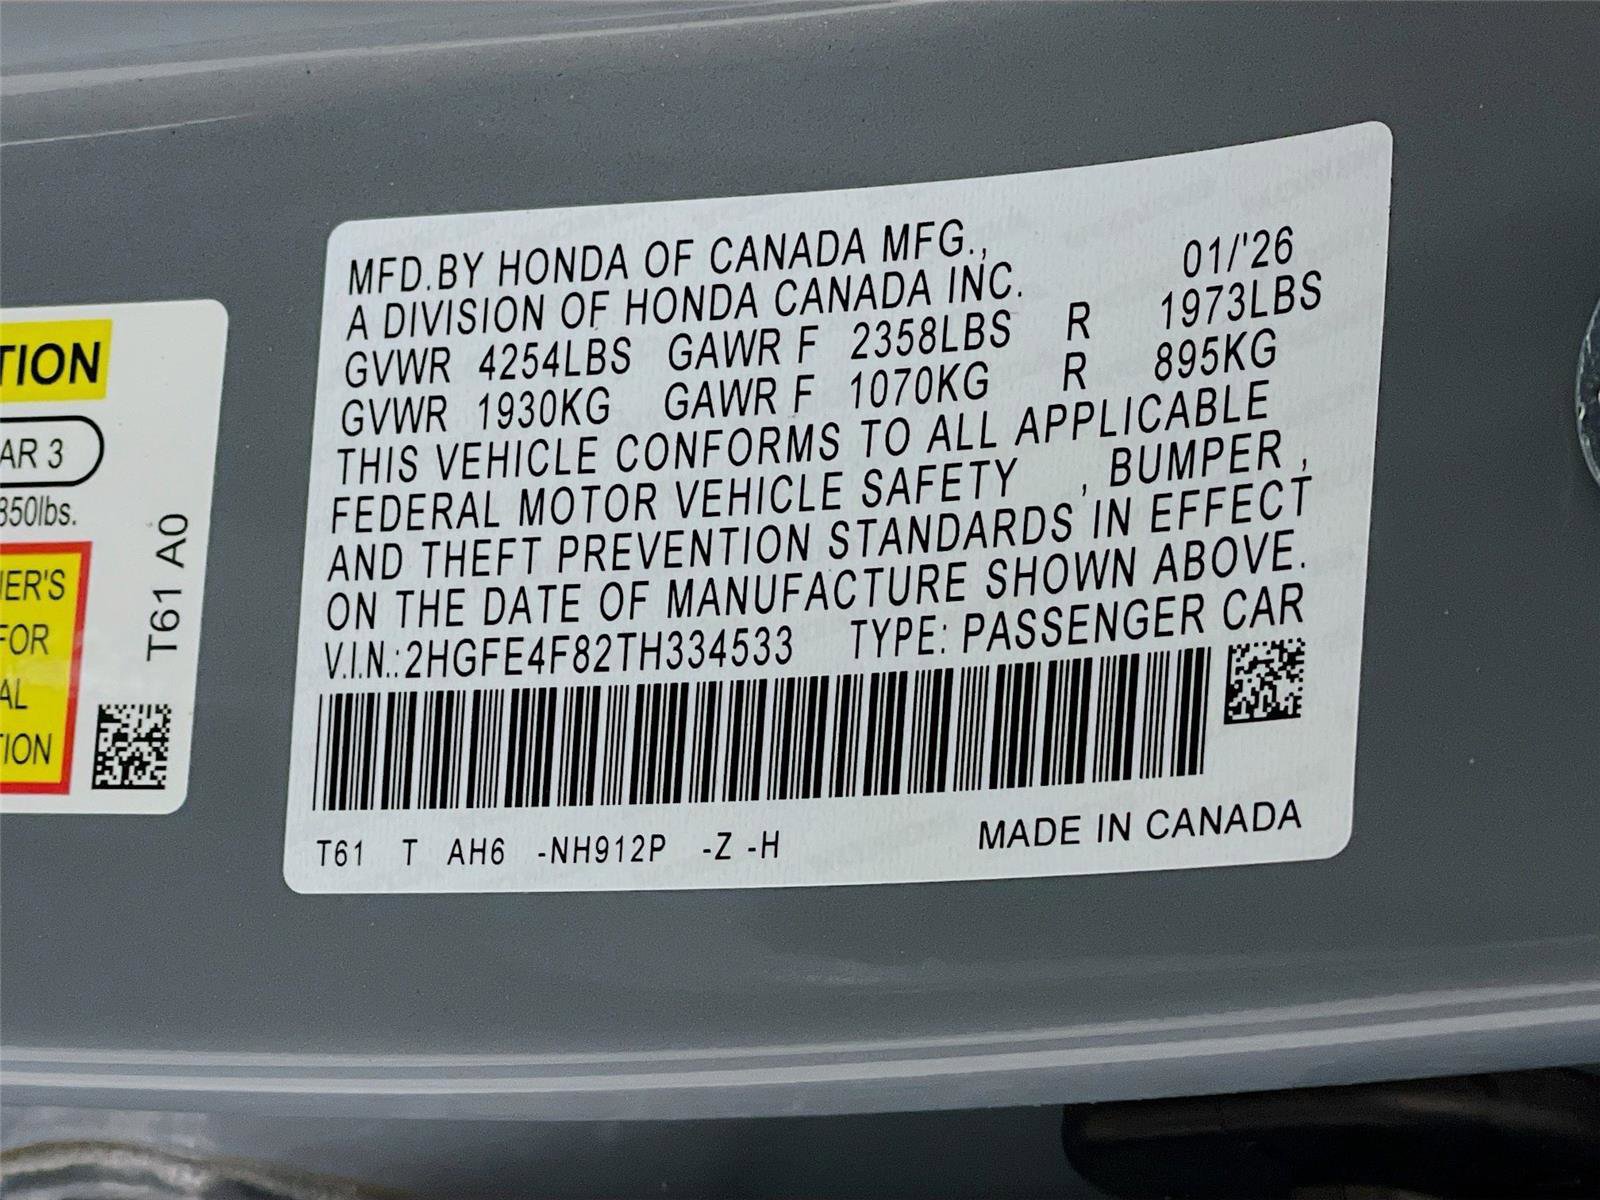 TION
AR 3
350lbs.
NER'S
FOR
AL
TION
T61 A0
MFD.BY HONDA OF CANADA MFG., 01/'26
A DIVISION OF HONDA CANADA INC.
GVWR 4254LBS GAWR F 2358LBS R 1973LBS
GVWR 1930KG GAWR F 1070KG R 895KG
THIS VEHICLE CONFORMS TO ALL APPLICABLE
FEDERAL MOTOR VEHICLE SAFETY , BUMPER ,
AND THEFT PREVENTION STANDARDS IN EFFECT
ON THE DATE OF MANUFACTURE SHOWN ABOVE.
V.I.N.:2HGFE4F82TH334533 TYPE: PASSENGER CAR
T61 T AH6 -NH912P -Z -H MADE IN CANADA